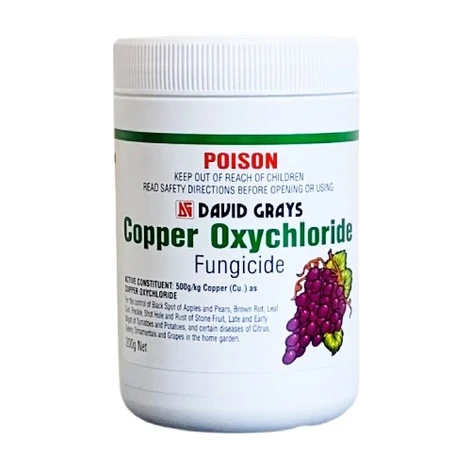 POISON
KEEP OUT OF REACH OF CHILDREN
READ SAFETY DIRECTIONS BEFORE OPENING OR USING
DAVID GRAYS
Copper Oxychloride
Fungicide
ACTIVE CONSTITUENT: 500g/kg Copper (Cu.) as
COPPER OXYCHLORIDE
For the control of Black Spot of Apples and Pears, Brown Rot, Leaf
Curl, Freckle, Shot Hole and Rust of Stone Fruit, Late and Early
Blight of Tomatoes and Potatoes, and certain diseases of Citrus,
Celery, Ornamentals and Grapes in the home garden.
200g Net